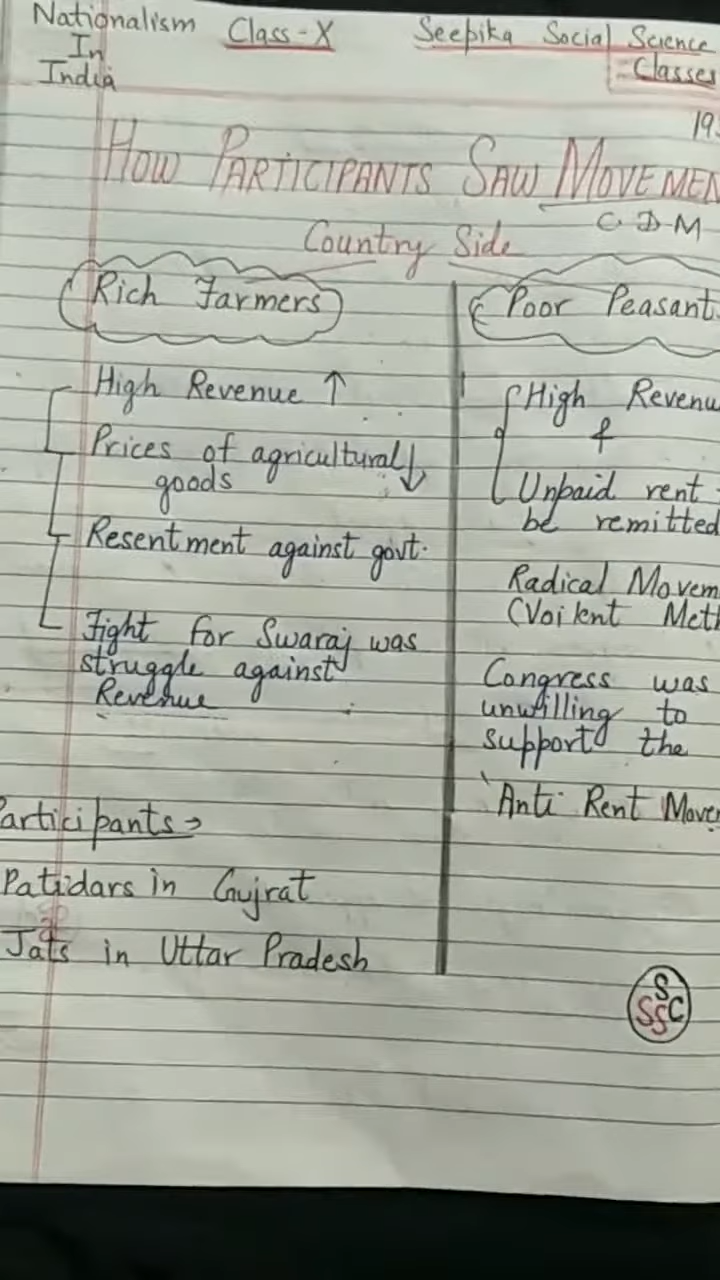 Nationalism
In
India
Class-X
Seepika Social Science
Classes
19
HOW PARTICIPANTS SAW MOVEMEN
C D-M
Country Side
Rich Farmers
High Revenue ↑
Prices of agricultural ↓
goods
Resentment against govt.
Fight for Swaraj was
struggle against
Revenue
Participants →
Patidars in Gujrat
Jats in Uttar Pradesh
Poor Peasant
High Revenu
&
Unpaid rent
be remitted
Radical Movem
(Voilent Meth
Congress was
unwilling to
support the
'Anti Rent Move
SSSC